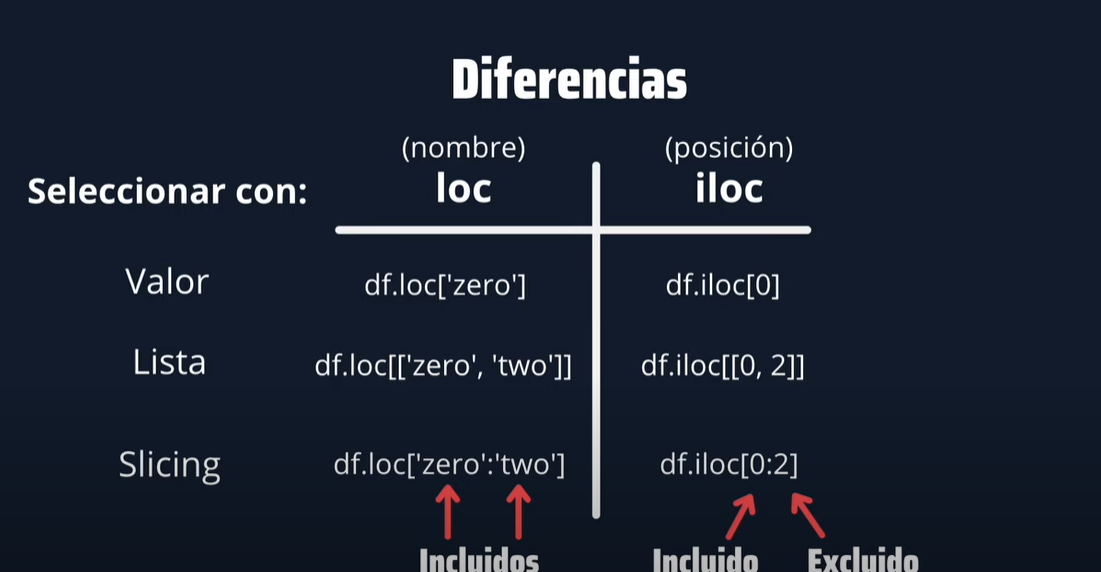 Diferencias
(nombre) (posición)
Seleccionar con: loc iloc
Valor df.loc['zero'] df.iloc[0]
Lista df.loc[['zero', 'two']] df.iloc[[0, 2]]
Slicing df.loc['zero':'two'] df.iloc[0:2]
Incluidos Incluido Excluido